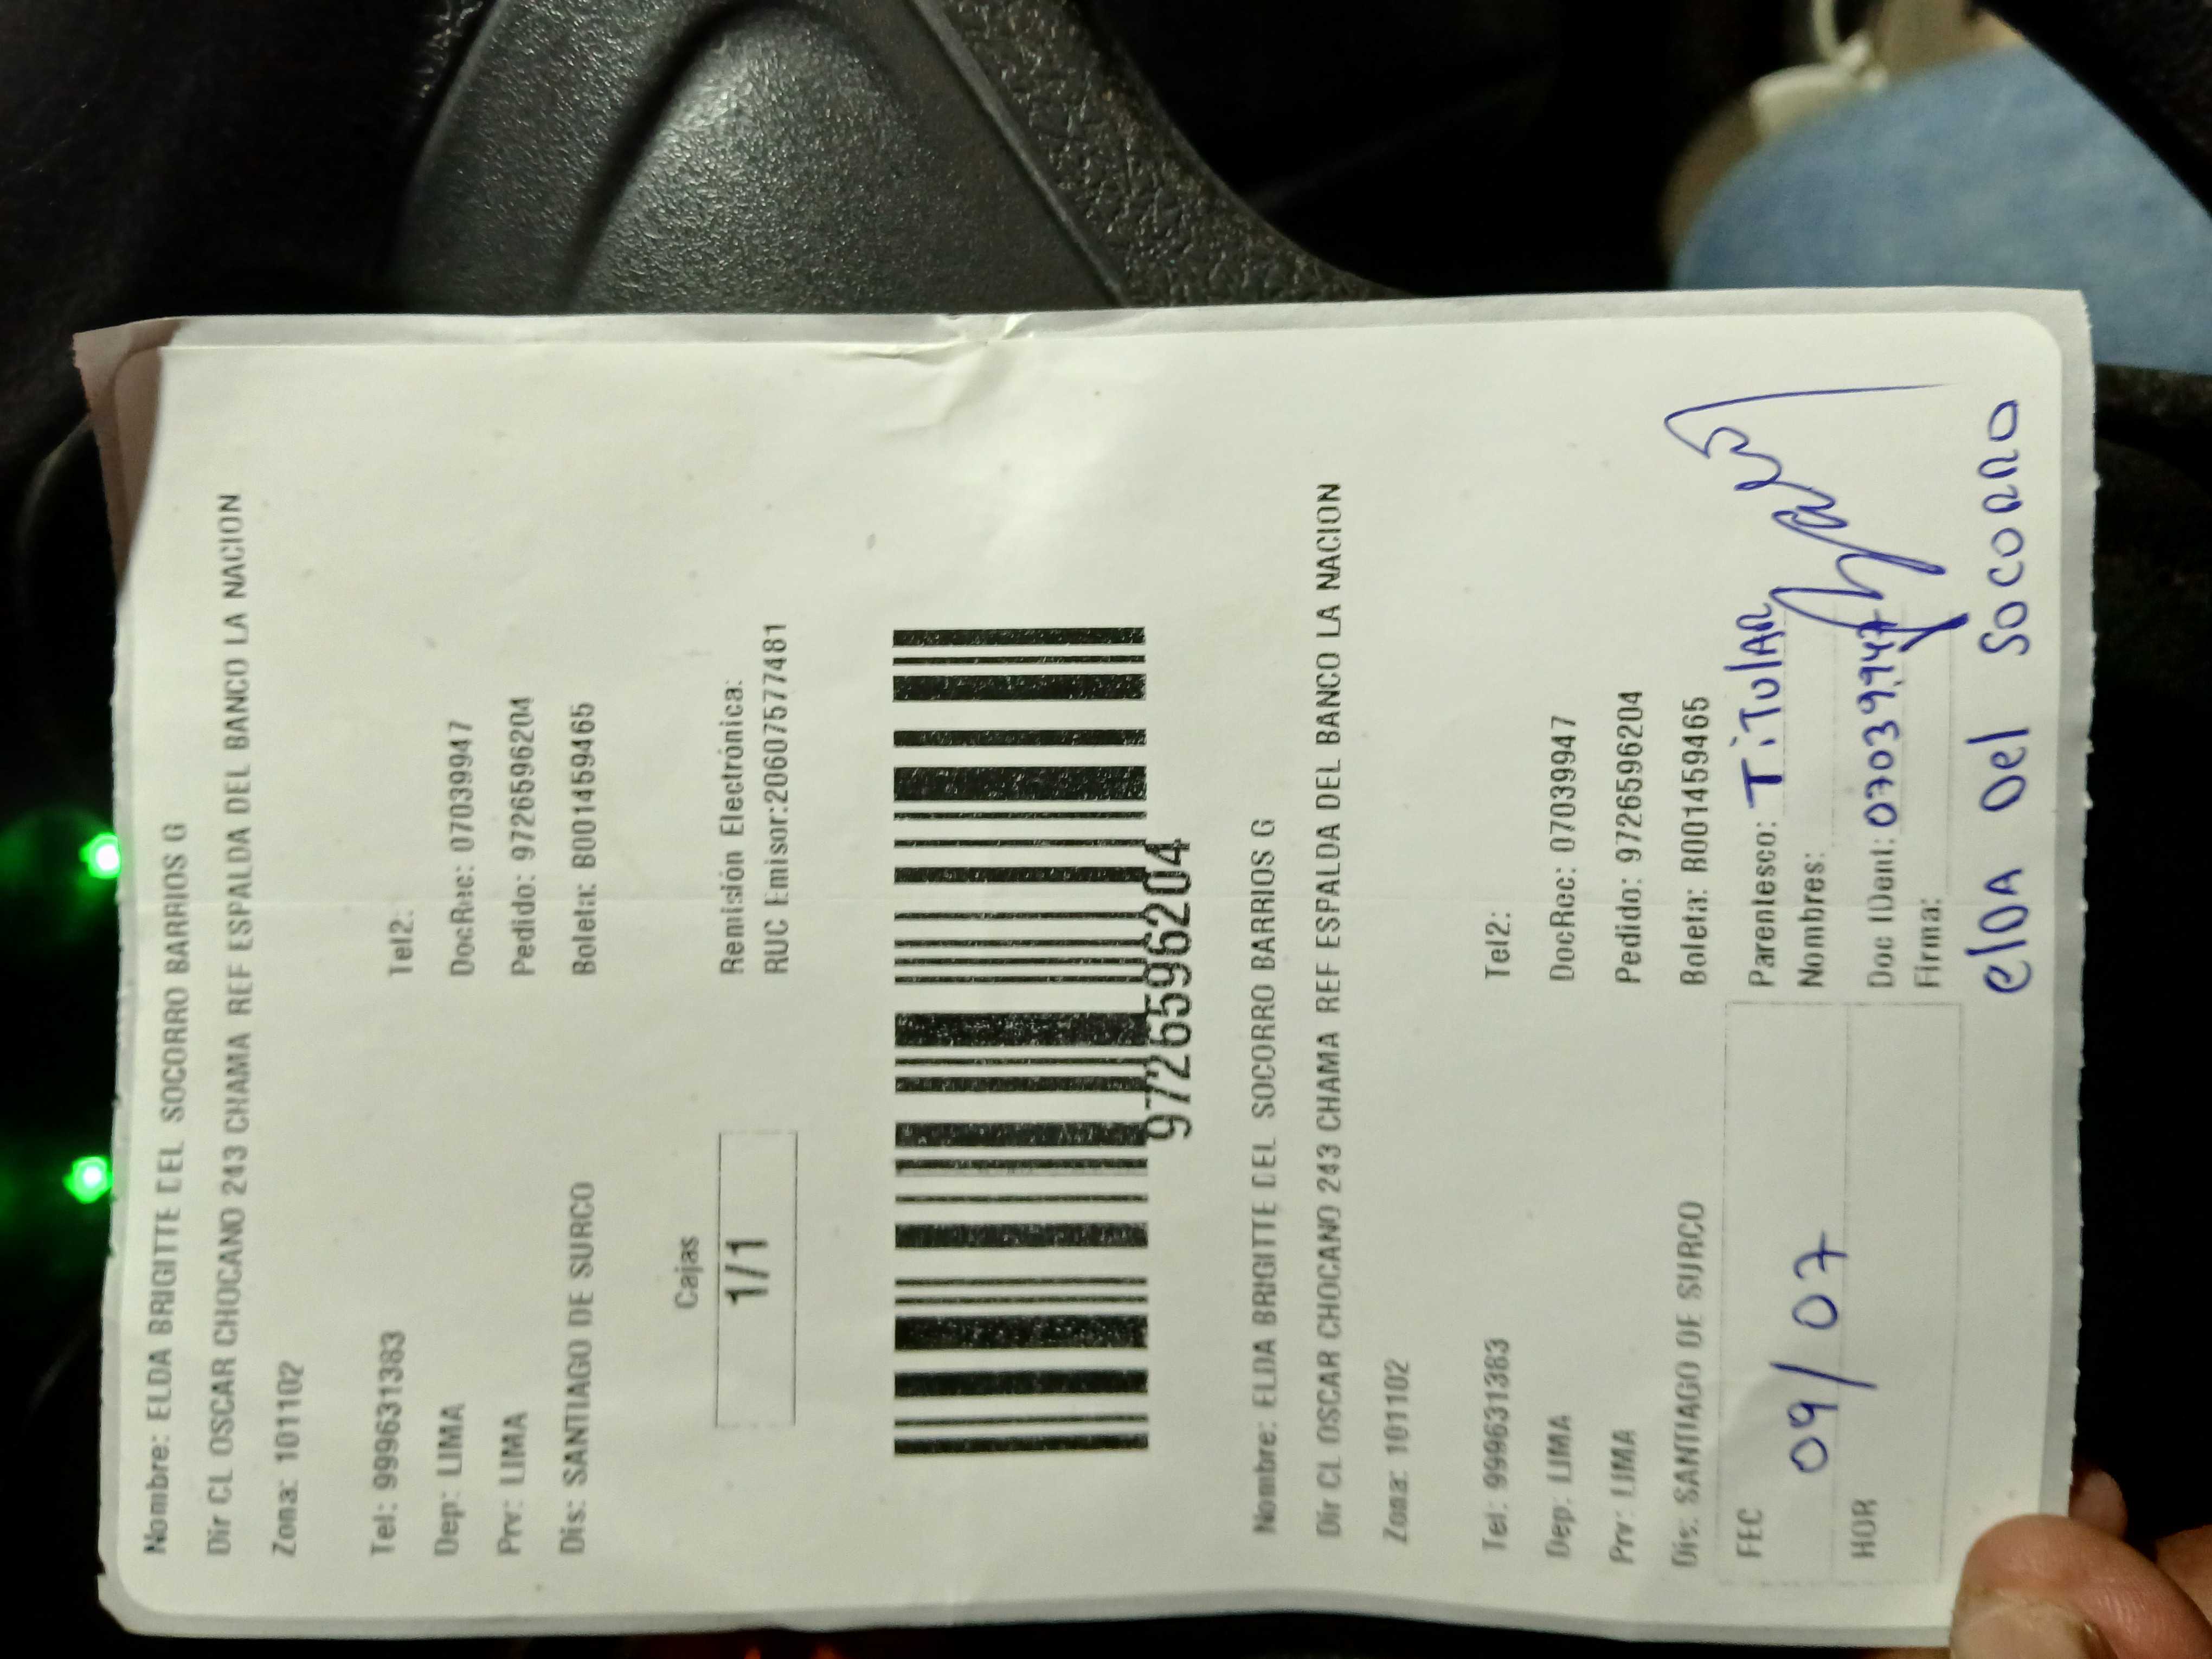 Nombre: ELDA BRIGITTE DEL SOCORRO BARRIOS G
Dir CL OSCAR CHOCANO 243 CHAMA REF ESPALDA DEL BANCO LA NACION
Zona: 101102
Tel: 999631383 Tel2:
Dep: LIMA DocRec: 07039947
Prv: LIMA Pedido: 97265596204
Dis: SANTIAGO DE SURCO Boleta: B001459465
Cajas
1/1
Remisión Electrónica:
RUC Emisor:20607577481
97265596204
Nombre: ELDA BRIGITTE DEL SOCORRO BARRIOS G
Dir CL OSCAR CHOCANO 243 CHAMA REF ESPALDA DEL BANCO LA NACION
Zona: 101102
Tel: 999631383 Tel2:
Dep: LIMA DocRec: 07039947
Prv: LIMA Pedido: 97265596204
Dis: SANTIAGO DE SURCO Boleta: B001459465
FEC 09/07 Parentesco: TiTulAR
Nombres:
HOR Doc IDent: 07039947
Firma:
elDA Del SOCORRO